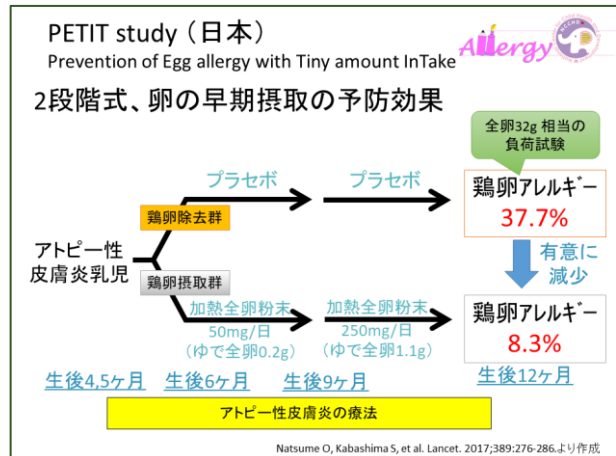 PETIT study （日本）
Prevention of Egg allergy with Tiny amount InTake
Allergy
2段階式、卵の早期摂取の予防効果
全卵32g 相当の
負荷試験
プラセボ
プラセボ
鶏卵アレルギー
37.7%
鶏卵除去群
アトピー性
皮膚炎乳児
有意に
減少
鶏卵摂取群
加熱全卵粉末
50mg/日
（ゆで全卵0.2g）
加熱全卵粉末
250mg/日
（ゆで全卵1.1g）
鶏卵アレルギー
8.3%
生後4,5ヶ月
生後6ヶ月
生後9ヶ月
生後12ヶ月
アトピー性皮膚炎の療法
Natsume O, Kabashima S, et al. Lancet. 2017;389:276-286.より作成